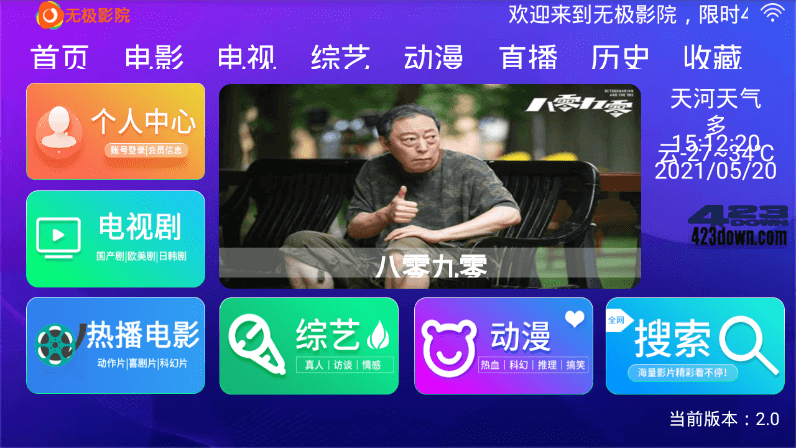 无极影院
欢迎来到无极影院，限时4
首页 电影 电视 综艺 动漫 直播 历史 收藏
个人中心
账号登录|会员信息
八零九零
OCTOGENARIAN
AND THE 90S
天河天气
多
云-27~34℃
15:12:20
2021/05/20
423
423down.com
电视剧
国产剧|欧美剧|日韩剧
八零九零
热播电影
动作片|喜剧片|科幻片
综艺
真人 | 访谈 | 情感
动漫
热血 | 科幻 | 推理 | 搞笑
全网
搜索
海量影片精彩看不停!
当前版本：2.0